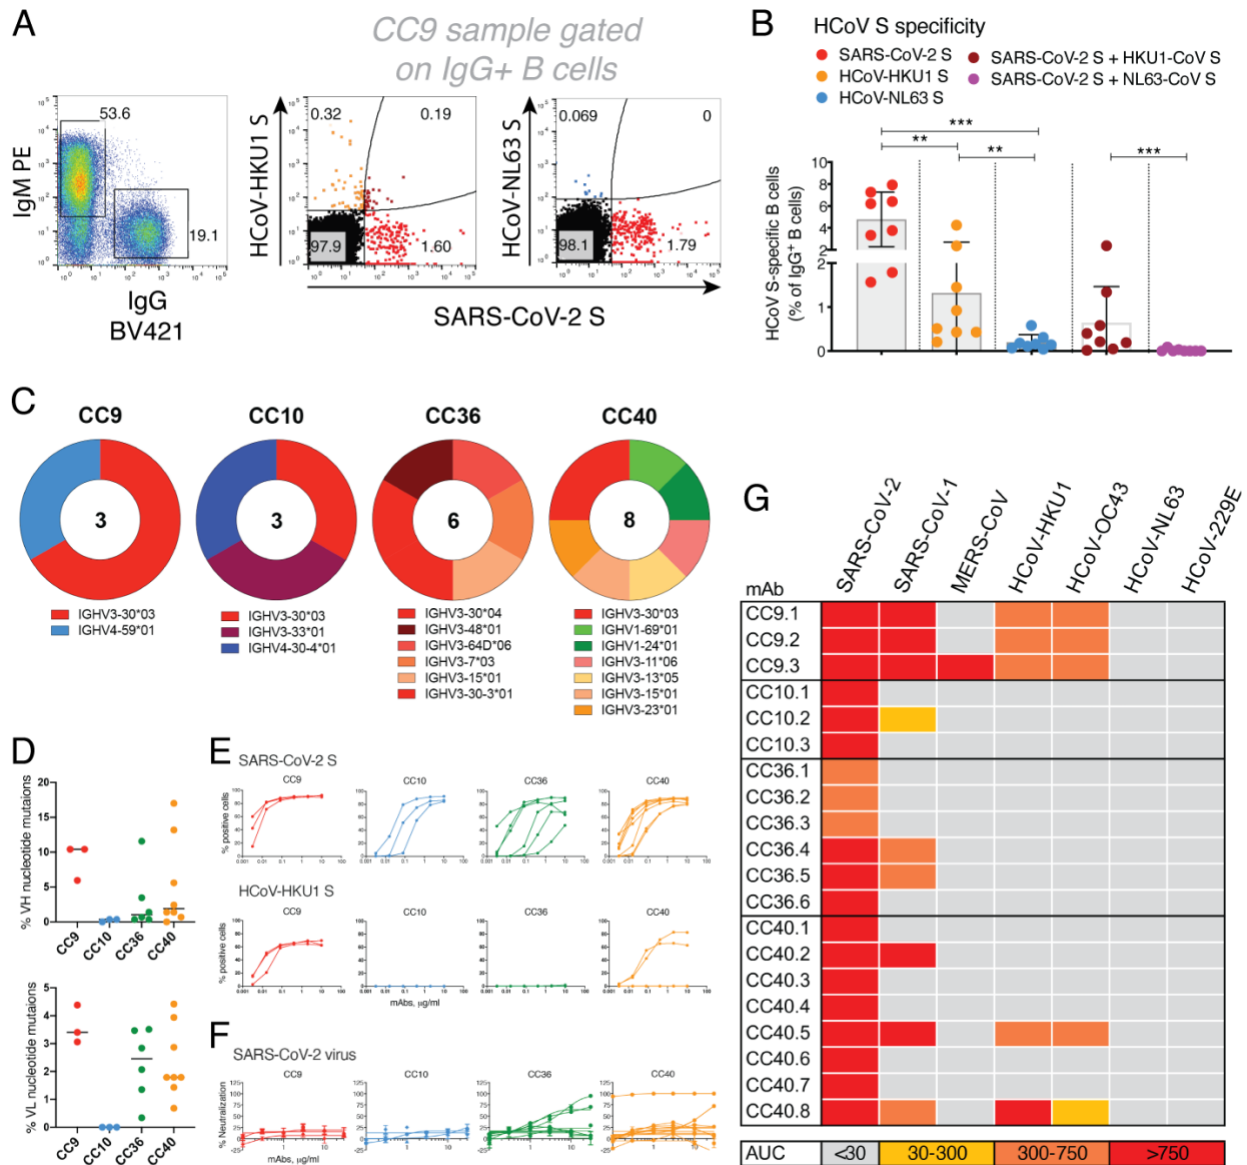 A
CC9 sample gated
on IgG+ B cells
53.6
19.1
IgM PE
IgG
BV421
0.32
0.19
97.9
1.60
HCoV-HKU1 S
0.069
0
98.1
1.79
HCoV-NL63 S
SARS-CoV-2 S
B
HCoV S specificity
SARS-CoV-2 S
HCoV-HKU1 S
HCoV-NL63 S
SARS-CoV-2 S + HKU1-CoV S
SARS-CoV-2 S + NL63-CoV S
***
**
**
***
HCoV S-specific B cells
(% of IgG+ B cells)
10
8
6
4
2
2
1
0
C
CC9
CC10
CC36
CC40
3
3
6
8
IGHV3-30*03
IGHV4-59*01
IGHV3-30*03
IGHV3-33*01
IGHV4-30-4*01
IGHV3-30*04
IGHV3-48*01
IGHV3-64D*06
IGHV3-7*03
IGHV3-15*01
IGHV3-30-3*01
IGHV3-30*03
IGHV1-69*01
IGHV1-24*01
IGHV3-11*06
IGHV3-13*05
IGHV3-15*01
IGHV3-23*01
D
% VH nucleotide mutaions
20
15
10
5
0
CC9
CC10
CC36
CC40
% VL nucleotide mutaions
5
4
3
2
1
0
CC9
CC10
CC36
CC40
E
SARS-CoV-2 S
CC9
CC10
CC36
CC40
% positive cells
HCoV-HKU1 S
CC9
CC10
CC36
CC40
% positive cells
mAbs, µg/ml
F
SARS-CoV-2 virus
CC9
CC10
CC36
CC40
% Neutralization
mAbs, µg/ml
G
mAb
SARS-CoV-2
SARS-CoV-1
MERS-CoV
HCoV-HKU1
HCoV-OC43
HCoV-NL63
HCoV-229E
CC9.1
CC9.2
CC9.3
CC10.1
CC10.2
CC10.3
CC36.1
CC36.2
CC36.3
CC36.4
CC36.5
CC36.6
CC40.1
CC40.2
CC40.3
CC40.4
CC40.5
CC40.6
CC40.7
CC40.8
AUC <30 30-300 300-750 >750